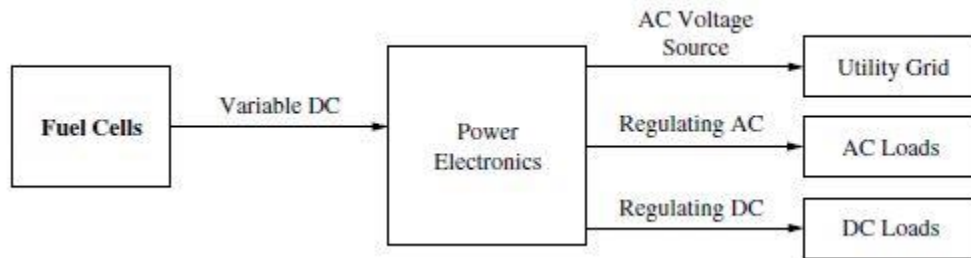 Fuel Cells
Variable DC
Power
Electronics
AC Voltage
Source
Utility Grid
Regulating AC
AC Loads
Regulating DC
DC Loads